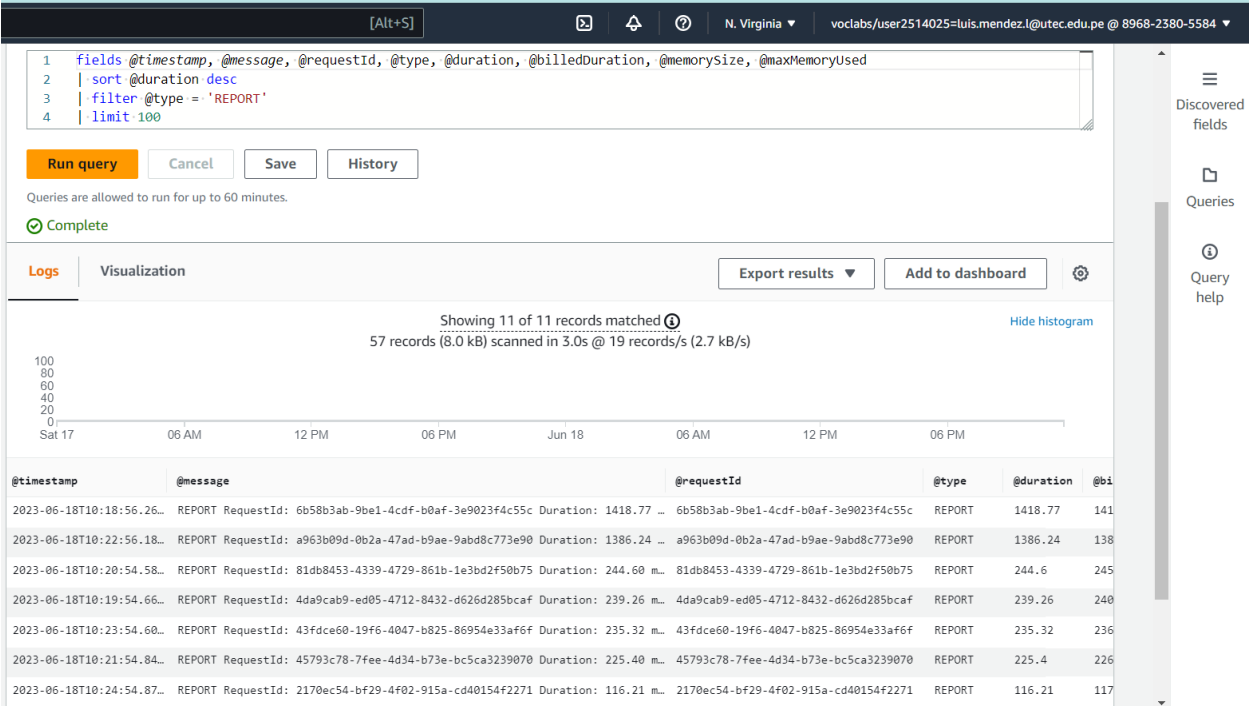 [Alt+S] N. Virginia ▼ voclabs/user2514025=luis.mendez.l@utec.edu.pe @ 8968-2380-5584 ▼
1 fields @timestamp, @message, @requestId, @type, @duration, @billedDuration, @memorySize, @maxMemoryUsed
2 | sort @duration desc
3 | filter @type = 'REPORT'
4 | limit 100
Discovered
fields
Queries
Query
help
Run query Cancel Save History
Queries are allowed to run for up to 60 minutes.
Complete
Logs Visualization Export results ▼ Add to dashboard
Showing 11 of 11 records matched
Hide histogram
57 records (8.0 kB) scanned in 3.0s @ 19 records/s (2.7 kB/s)
100
80
60
40
20
0
Sat 17 06 AM 12 PM 06 PM Jun 18 06 AM 12 PM 06 PM
@timestamp @message @requestId @type @duration @bi
2023-06-18T10:18:56.26… REPORT RequestId: 6b58b3ab-9be1-4cdf-b0af-3e9023f4c55c Duration: 1418.77 … 6b58b3ab-9be1-4cdf-b0af-3e9023f4c55c REPORT 1418.77 141
2023-06-18T10:22:56.18… REPORT RequestId: a963b09d-0b2a-47ad-b9ae-9abd8c773e90 Duration: 1386.24 … a963b09d-0b2a-47ad-b9ae-9abd8c773e90 REPORT 1386.24 138
2023-06-18T10:20:54.58… REPORT RequestId: 81db8453-4339-4729-861b-1e3bd2f50b75 Duration: 244.60 m… 81db8453-4339-4729-861b-1e3bd2f50b75 REPORT 244.6 245
2023-06-18T10:19:54.66… REPORT RequestId: 4da9cab9-ed05-4712-8432-d626d285bcaf Duration: 239.26 m… 4da9cab9-ed05-4712-8432-d626d285bcaf REPORT 239.26 240
2023-06-18T10:23:54.60… REPORT RequestId: 43fdce60-19f6-4047-b825-86954e33af6f Duration: 235.32 m… 43fdce60-19f6-4047-b825-86954e33af6f REPORT 235.32 236
2023-06-18T10:21:54.84… REPORT RequestId: 45793c78-7fee-4d34-b73e-bc5ca3239070 Duration: 225.40 m… 45793c78-7fee-4d34-b73e-bc5ca3239070 REPORT 225.4 226
2023-06-18T10:24:54.87… REPORT RequestId: 2170ec54-bf29-4f02-915a-cd40154f2271 Duration: 116.21 m… 2170ec54-bf29-4f02-915a-cd40154f2271 REPORT 116.21 117